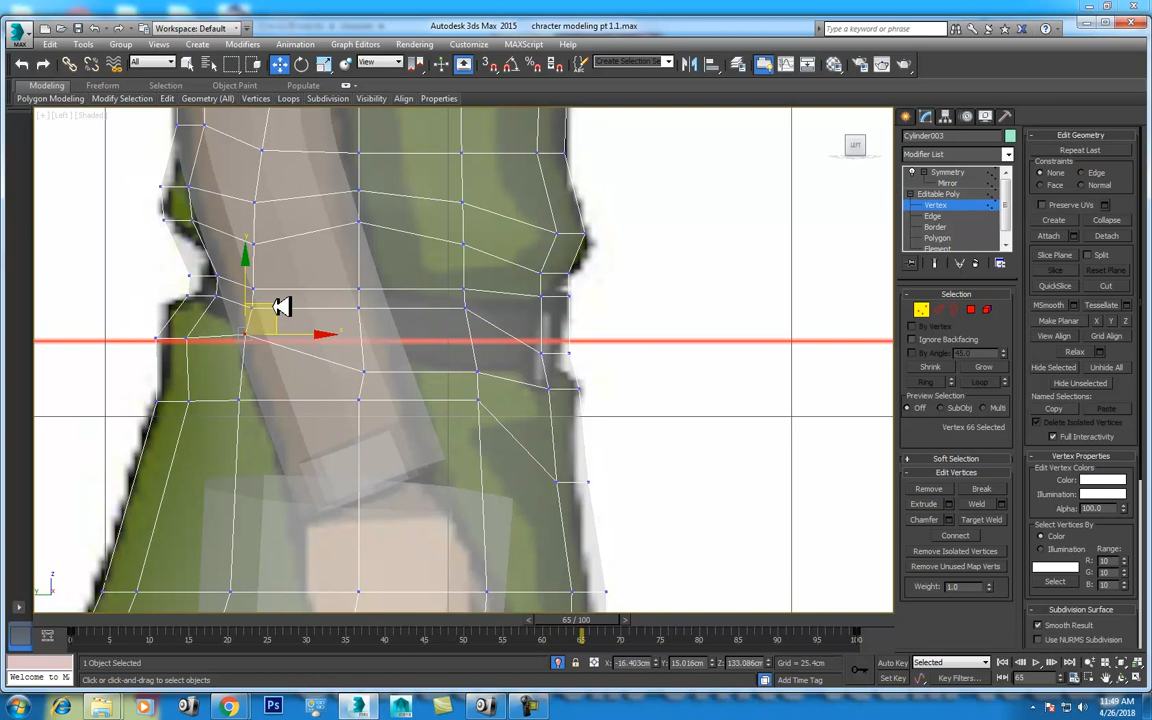 MAX
Workspace: Default
Autodesk 3ds Max 2015    chracter modeling pt 1.1.max
Type a keyword or phrase
Edit Tools Group Views Create Modifiers Animation Graph Editors Rendering Customize MAXScript Help
All
View
Create Selection Se
Modeling Freeform Selection Object Paint Populate
Polygon Modeling Modify Selection Edit Geometry (All) Vertices Loops Subdivision Visibility Align Properties
[+] [Left] [Shaded]
LEFT
Cylinder003
Modifier List
Symmetry
Mirror
Editable Poly
Vertex
Edge
Border
Polygon
Element
Selection
By Vertex
Ignore Backfacing
By Angle: 45.0
Shrink Grow
Ring Loop
Preview Selection
Off SubObj Multi
Vertex 66 Selected
Soft Selection
Edit Vertices
Remove Break
Extrude Weld
Chamfer Target Weld
Connect
Remove Isolated Vertices
Remove Unused Map Verts
Weight: 1.0
Edit Geometry
Repeat Last
Constraints
None Edge
Face Normal
Preserve UVs
Create Collapse
Attach Detach
Slice Plane Split
Slice Reset Plane
QuickSlice Cut
MSmooth Tessellate
Make Planar X Y Z
View Align Grid Align
Relax
Hide Selected Unhide All
Hide Unselected
Named Selections:
Copy Paste
Delete Isolated Vertices
Full Interactivity
Vertex Properties
Edit Vertex Colors
Color:
Illumination:
Alpha: 100.0
Select Vertices By
Color
Illumination Range:
R: 10
G: 10
B: 10
Select
Subdivision Surface
Smooth Result
Use NURMS Subdivision
y
x
z
y x
65 / 100
0 5 10 15 20 25 30 35 40 45 50 55 60 65 70 75 80 85 90 95 100
Welcome to M
1 Object Selected
Click or click-and-drag to select objects
X: -16.403cm Y: 15.016cm Z: 133.086cm Grid = 25.4cm
Add Time Tag
Auto Key Selected
Set Key Key Filters...
65
Ps
11:49 AM
4/26/2018